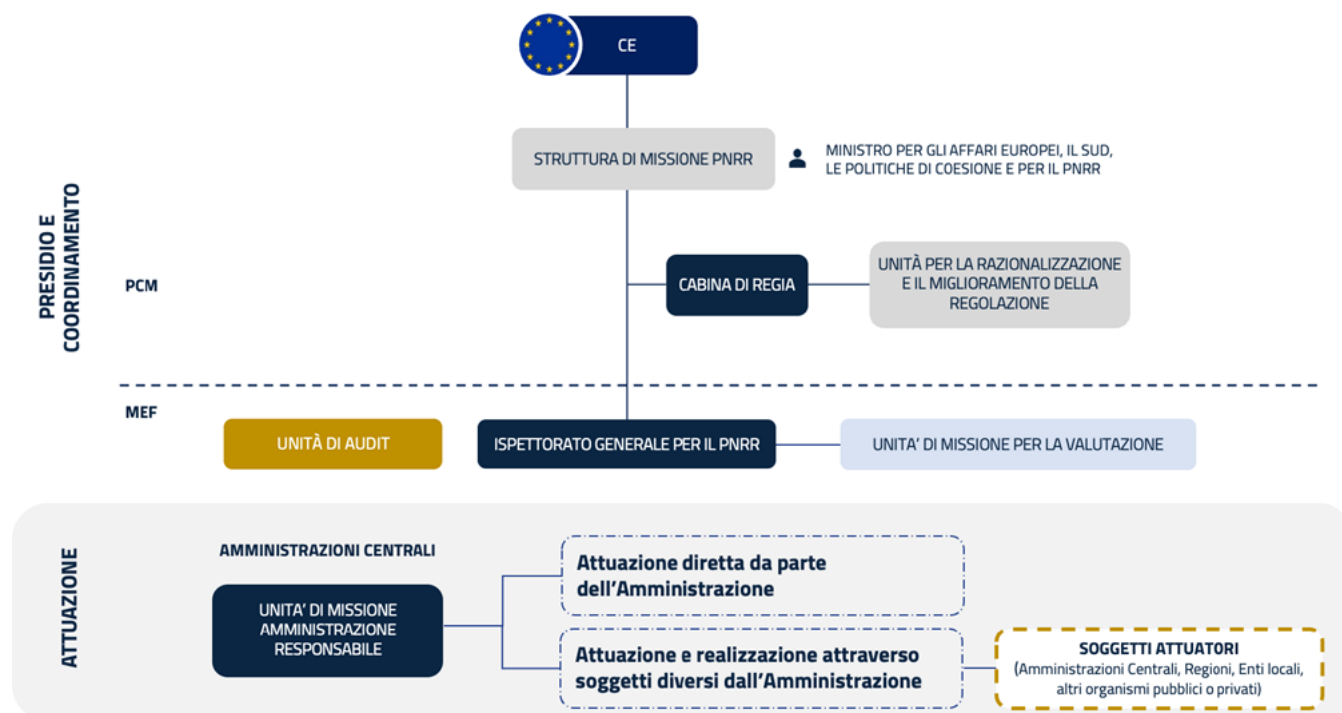 CE
STRUTTURA DI MISSIONE PNRR
MINISTRO PER GLI AFFARI EUROPEI, IL SUD,
LE POLITICHE DI COESIONE E PER IL PNRR
PRESIDIO E
COORDINAMENTO
PCM
CABINA DI REGIA
UNITÀ PER LA RAZIONALIZZAZIONE
E IL MIGLIORAMENTO DELLA
REGOLAZIONE
MEF
UNITÀ DI AUDIT
ISPETTORATO GENERALE PER IL PNRR
UNITA’ DI MISSIONE PER LA VALUTAZIONE
ATTUAZIONE
AMMINISTRAZIONI CENTRALI
UNITA’ DI MISSIONE
AMMINISTRAZIONE
RESPONSABILE
Attuazione diretta da parte
dell’Amministrazione
Attuazione e realizzazione attraverso
soggetti diversi dall’Amministrazione
SOGGETTI ATTUATORI
(Amministrazioni Centrali, Regioni, Enti locali,
altri organismi pubblici o privati)